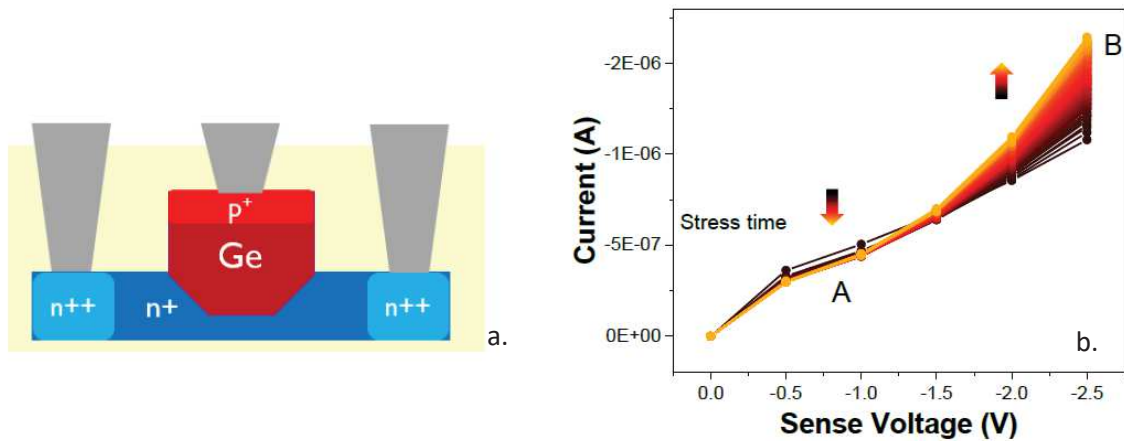 p+
Ge
n++ n+ n++
a.
Current (A)
-2E-06
-1E-06
-5E-07
0E+00
B
Stress time
A
b.
0.0 -0.5 -1.0 -1.5 -2.0 -2.5
Sense Voltage (V)